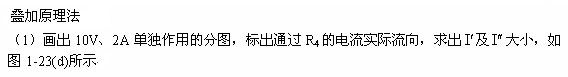 叠加原理法
（1）画出 10V、2A 单独作用的分图，标出通过 R₄ 的电流实际流向，求出 I′ 及 I″ 大小，如
图 1-23(d)所示